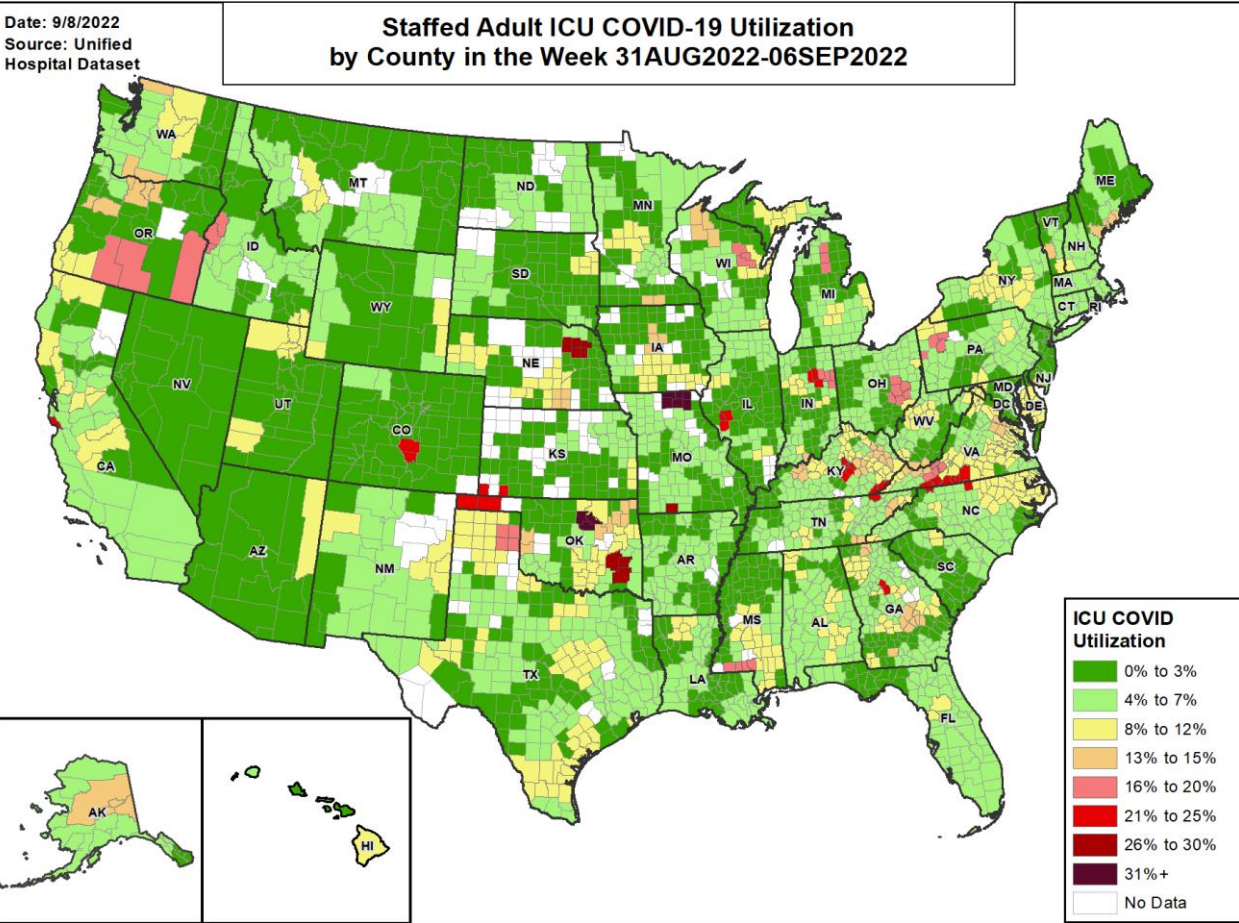 Date: 9/8/2022
Source: Unified
Hospital Dataset
Staffed Adult ICU COVID-19 Utilization
by County in the Week 31AUG2022-06SEP2022
WA
MT
ND
MN
ME
OR
ID
SD
WI
VT
NH
WY
MI
NY
MA
CT
RI
NV
NE
IA
PA
UT
CO
IL
IN
OH
NJ
MD
DC
DE
WV
CA
KS
MO
KY
VA
AZ
NM
OK
AR
TN
NC
SC
MS
AL
GA
TX
LA
FL
AK
HI
ICU COVID
Utilization
0% to 3%
4% to 7%
8% to 12%
13% to 15%
16% to 20%
21% to 25%
26% to 30%
31%+
No Data